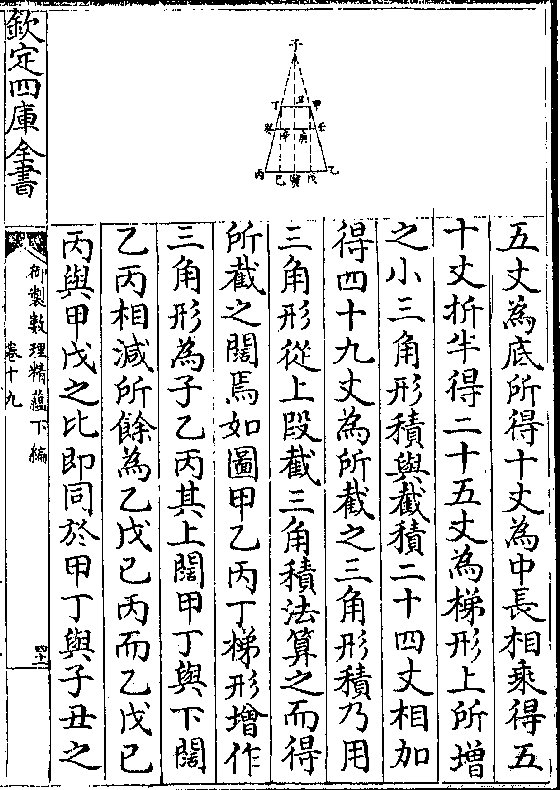 五丈為底所得十丈為中長相乘得五
十丈折半得二十五丈為梯形上所增
之小三角形積與截積二十四丈相加
得四十九丈為所截之三角形積乃用
三角形從上段截三角積法算之而得
所截之闊焉如圖甲乙丙丁梯形增作
三角形為子乙丙其上闊甲丁與下闊
乙丙相減所餘為乙戊己丙而乙戊己
丙與甲戊之比即同於甲丁與子丑之
欽定四庫全書
御製數理精蘊下編
卷十九
子
丁 丑 甲
癸 辛 庚 壬
丙 己 寅 戊 乙